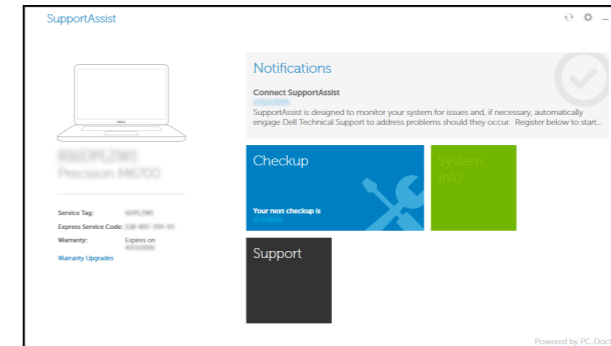 SupportAssist
Notifications
Connect SupportAssist
SupportAssist is designed to monitor your system for issues and, if necessary, automatically
engage Dell Technical Support to address problems should they occur. Register below to start...
Precision M6700
Checkup
System
Info
Your next checkup is
Service Tag:
Express Service Code:
Warranty: Expires on
Warranty Upgrades
Support
Powered by PC-Doct